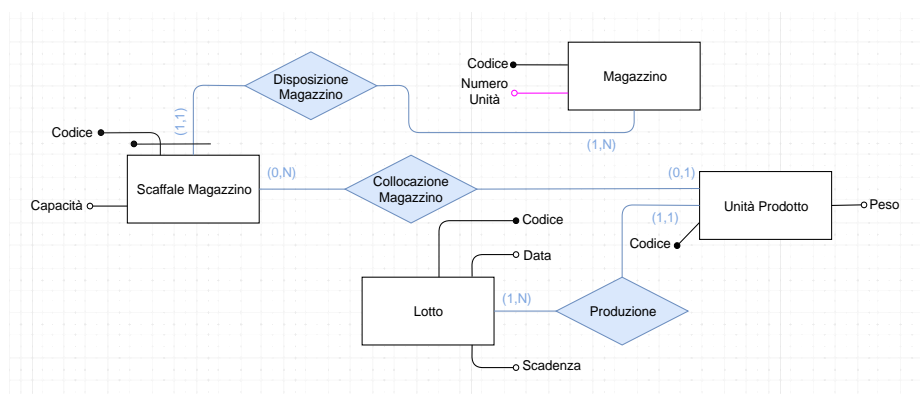 Disposizione
Magazzino
Codice
Numero
Unità
Magazzino
(1,1)
(1,N)
Codice
Scaffale Magazzino
Capacità
(0,N)
Collocazione
Magazzino
(0,1)
Unità Prodotto
(1,1)
Peso
Codice
Codice
Data
Lotto
(1,N)
Produzione
Scadenza